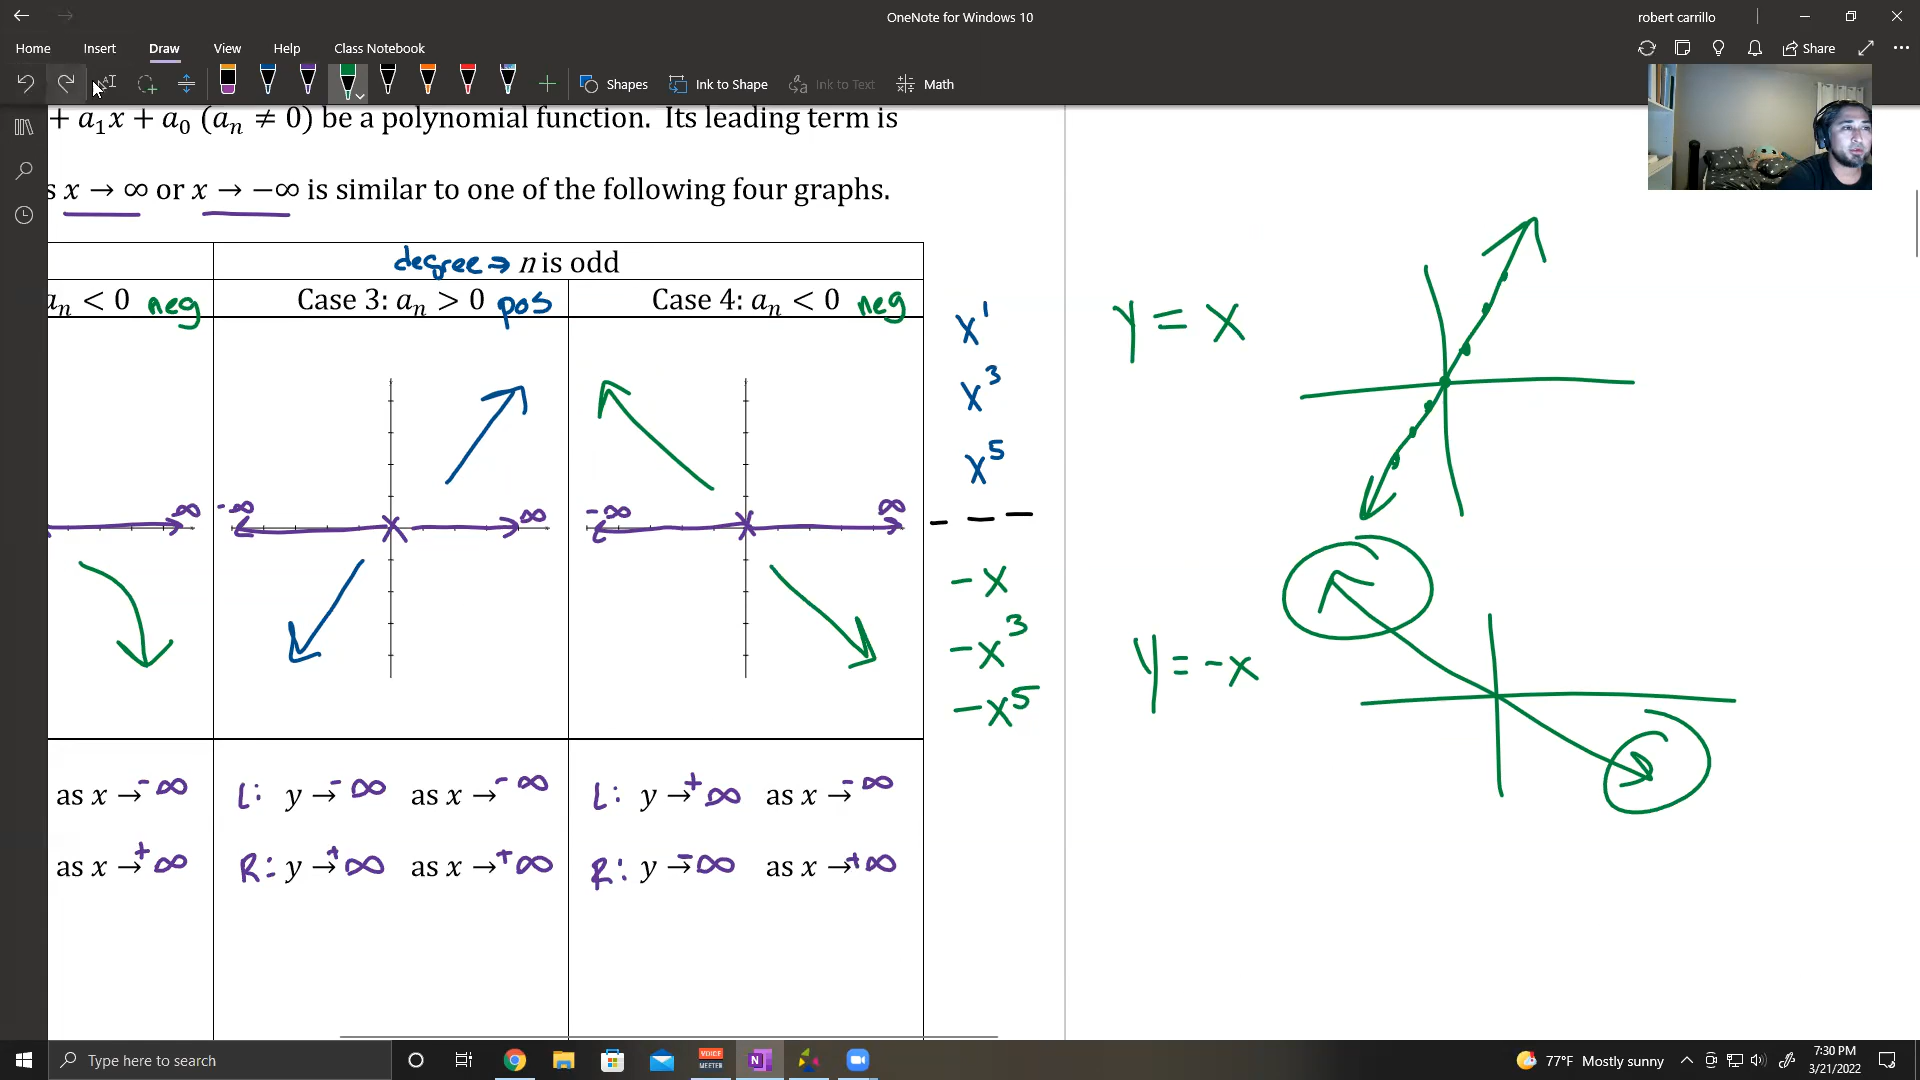 OneNote for Windows 10
robert carrillo
Home Insert Draw View Help Class Notebook
Share
Shapes Ink to Shape Ink to Text Math
+ a₁x + a₀ (aₙ ≠ 0) be a polynomial function. Its leading term is
s x → ∞ or x → −∞ is similar to one of the following four graphs.
degree → n is odd
aₙ < 0 neg
Case 3: aₙ > 0 pos
Case 4: aₙ < 0 neg
x¹
x³
x⁵
∞ -∞ ∞ -∞ ∞
- - -
-x
-x³
-x⁵
y = x
y = -x
as x → -∞
L: y → -∞ as x → -∞
L: y → +∞ as x → -∞
as x → +∞
R: y → +∞ as x → +∞
R: y → -∞ as x → +∞
Type here to search
VOICE
MEETER
N
77°F Mostly sunny
7:30 PM
3/21/2022